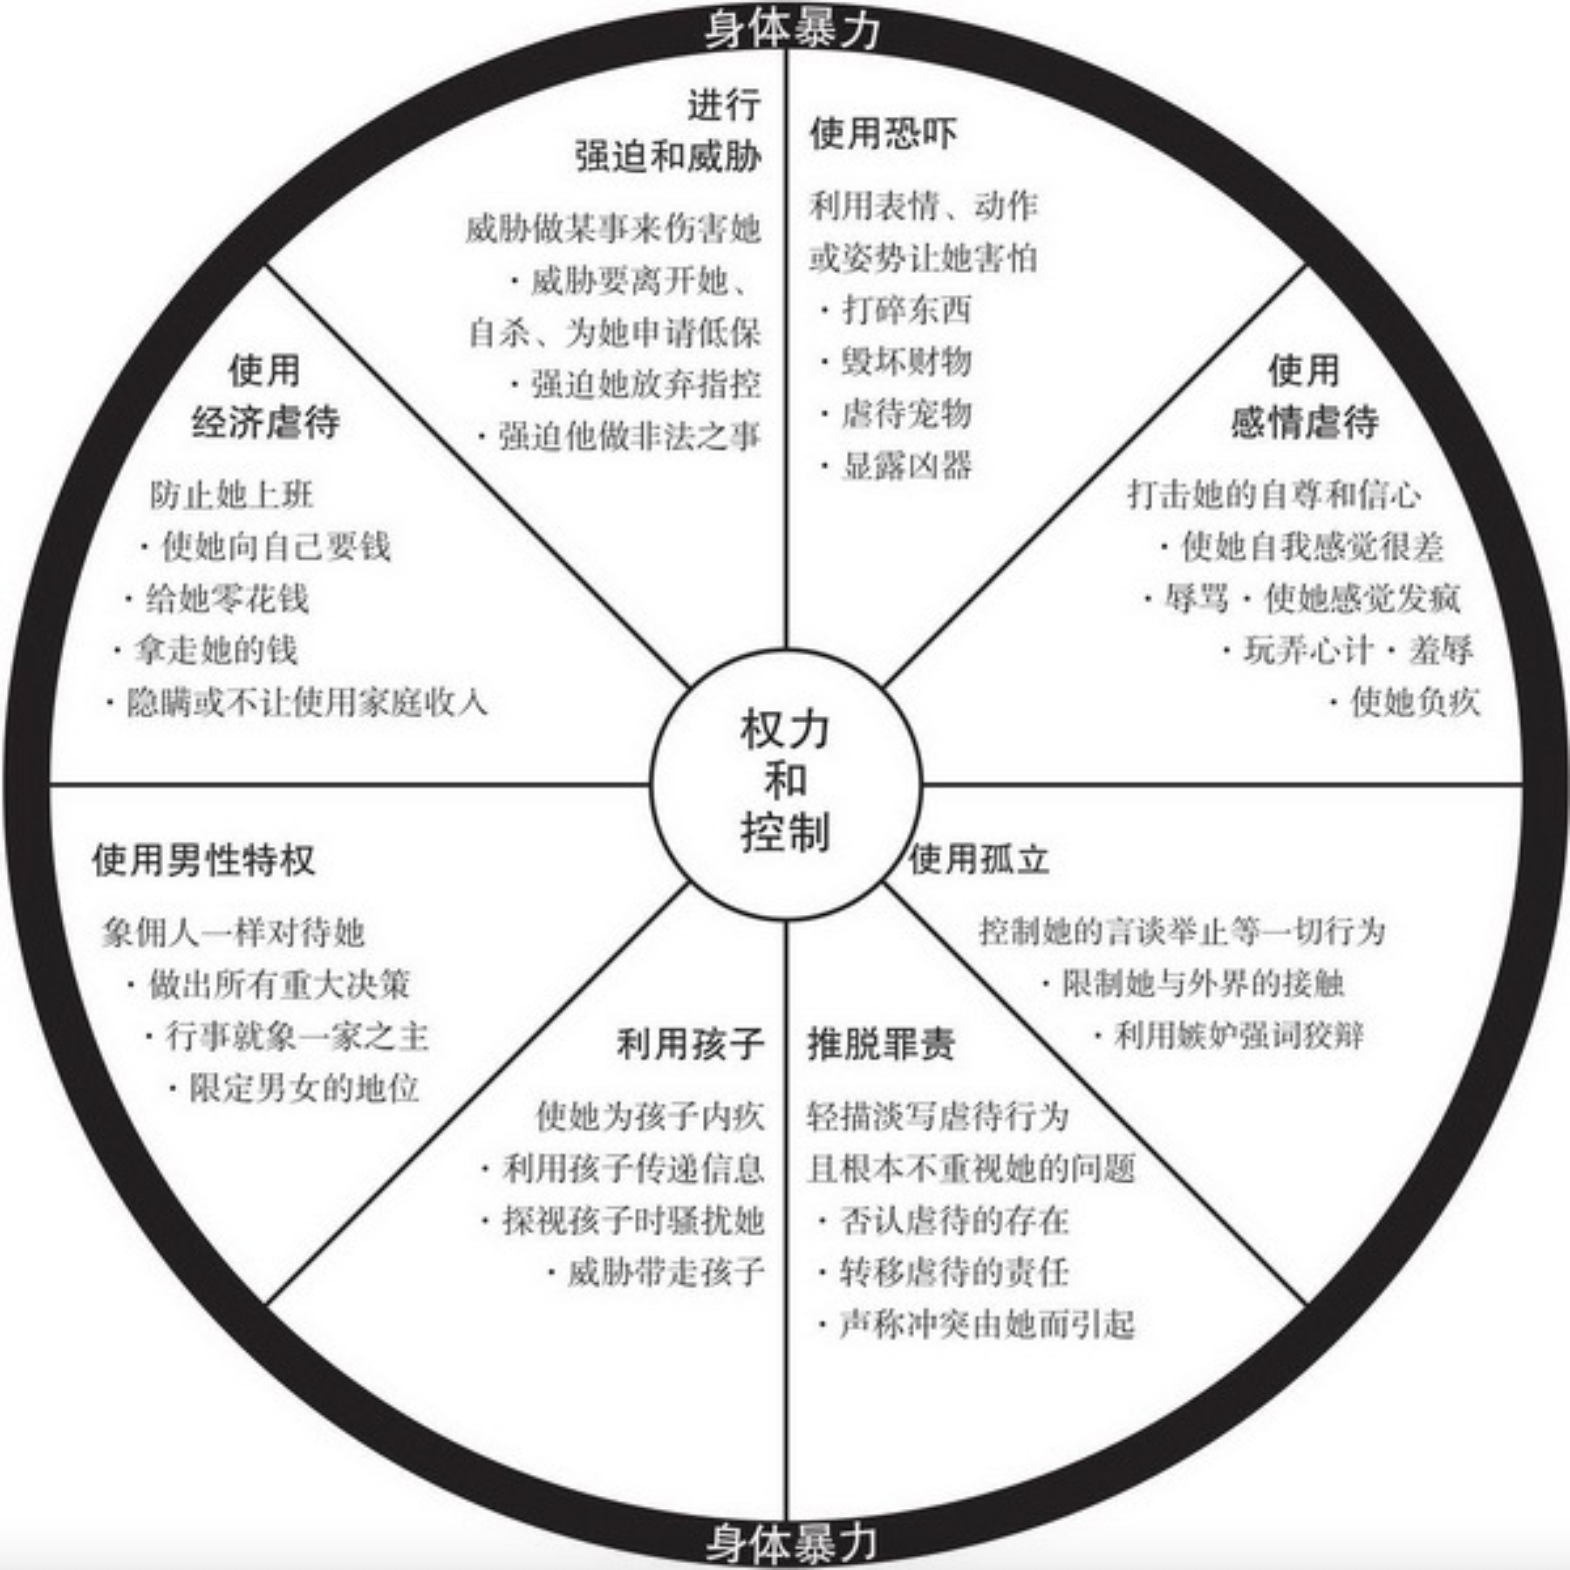 身体暴力
进行
强迫和威胁
威胁做某事来伤害她
·威胁要离开她、
自杀、为她申请低保
·强迫她放弃指控
·强迫他做非法之事
使用恐吓
利用表情、动作
或姿势让她害怕
·打碎东西
·毁坏财物
·虐待宠物
·显露凶器
使用
经济虐待
防止她上班
·使她向自己要钱
·给她零花钱
·拿走她的钱
·隐瞒或不让使用家庭收入
使用
感情虐待
打击她的自尊和信心
·使她自我感觉很差
·辱骂·使她感觉发疯
·玩弄心计·羞辱
·使她负疚
权力
和
控制
使用男性特权
象佣人一样对待她
·做出所有重大决策
·行事就象一家之主
·限定男女的地位
使用孤立
控制她的言谈举止等一切行为
·限制她与外界的接触
·利用嫉妒强词狡辩
利用孩子
使她为孩子内疚
·利用孩子传递信息
·探视孩子时骚扰她
·威胁带走孩子
推脱罪责
轻描淡写虐待行为
且根本不重视她的问题
·否认虐待的存在
·转移虐待的责任
·声称冲突由她而引起
身体暴力